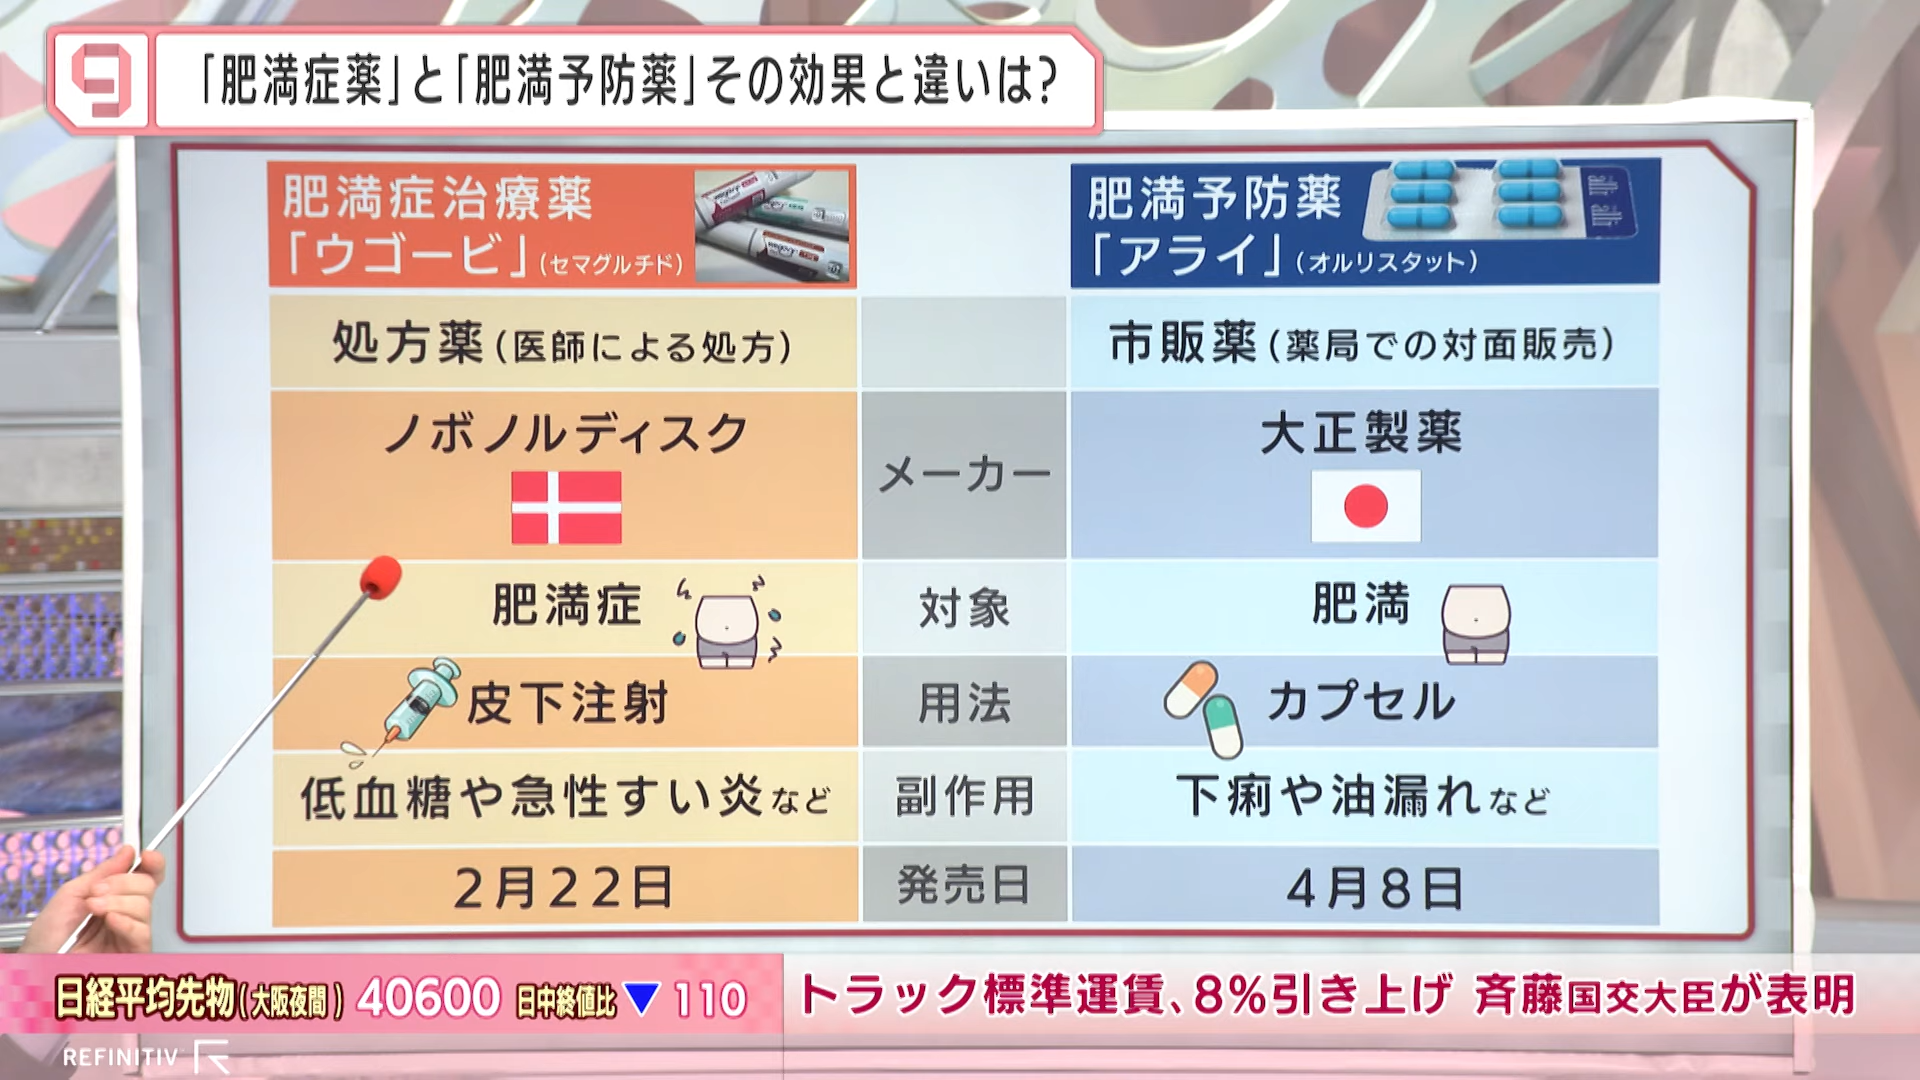 「肥満症薬」と「肥満予防薬」その効果と違いは？
肥満症治療薬
「ウゴービ」(セマグルチド)
肥満予防薬
「アライ」(オルリスタット)
alli alli
処方薬(医師による処方)
市販薬(薬局での対面販売)
ノボノルディスク
メーカー
大正製薬
肥満症
対象
肥満
皮下注射
用法
カプセル
低血糖や急性すい炎など
副作用
下痢や油漏れなど
2月22日
発売日
4月8日
日経平均先物(大阪夜間) 40600 日中終値比▼110
トラック標準運賃、8%引き上げ 斉藤国交大臣が表明
REFINITIV